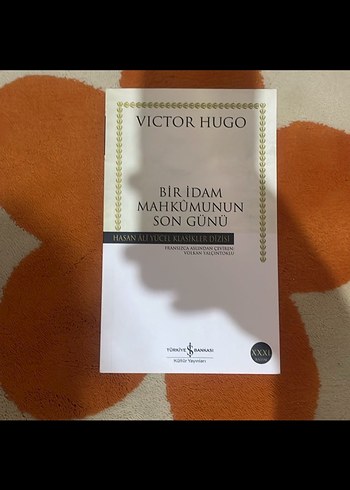 VICTOR HUGO
BİR İDAM
MAHKÛMUNUN
SON GÜNÜ
HASAN ÂLİ YÜCEL KLASİKLER DİZİSİ
FRANSIZCA ASLINDAN ÇEVİREN:
VOLKAN YALÇINTOKLU
TÜRKİYE İŞ BANKASI
Kültür Yayınları
XXXI.